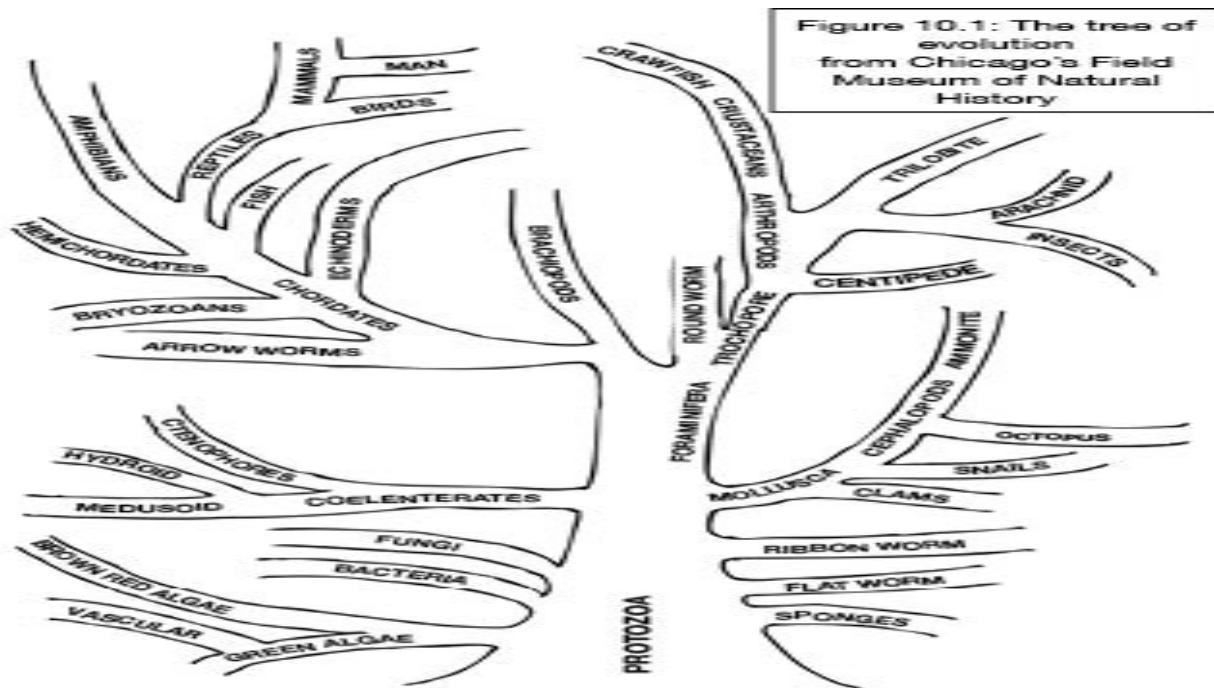 Figure 10.1: The tree of
evolution
from Chicago's Field
Museum of Natural
History
MAMMALS
MAN
BIRDS
REPTILES
AMPHIBIANS
FISH
ECHINODERMS
HEMICHORDATES
CHORDATES
BRYOZOANS
ARROW WORMS
BRACHIOPODS
CRAWFISH CRUSTACEANS ARTHROPODS
TRILOBITE
ARACHNID
INSECTS
CENTIPEDE
ROUND WORM
TROCHOPORE
FORAMINIFERA
CEPHALOPODS AMMONITE
OCTOPUS
SNAILS
MOLLUSCA
CLAMS
CTENOPHORES
HYDROID
MEDUSOID
COELENTERATES
FUNGI
BACTERIA
BROWN RED ALGAE
VASCULAR
GREEN ALGAE
PROTOZOA
RIBBON WORM
FLAT WORM
SPONGES